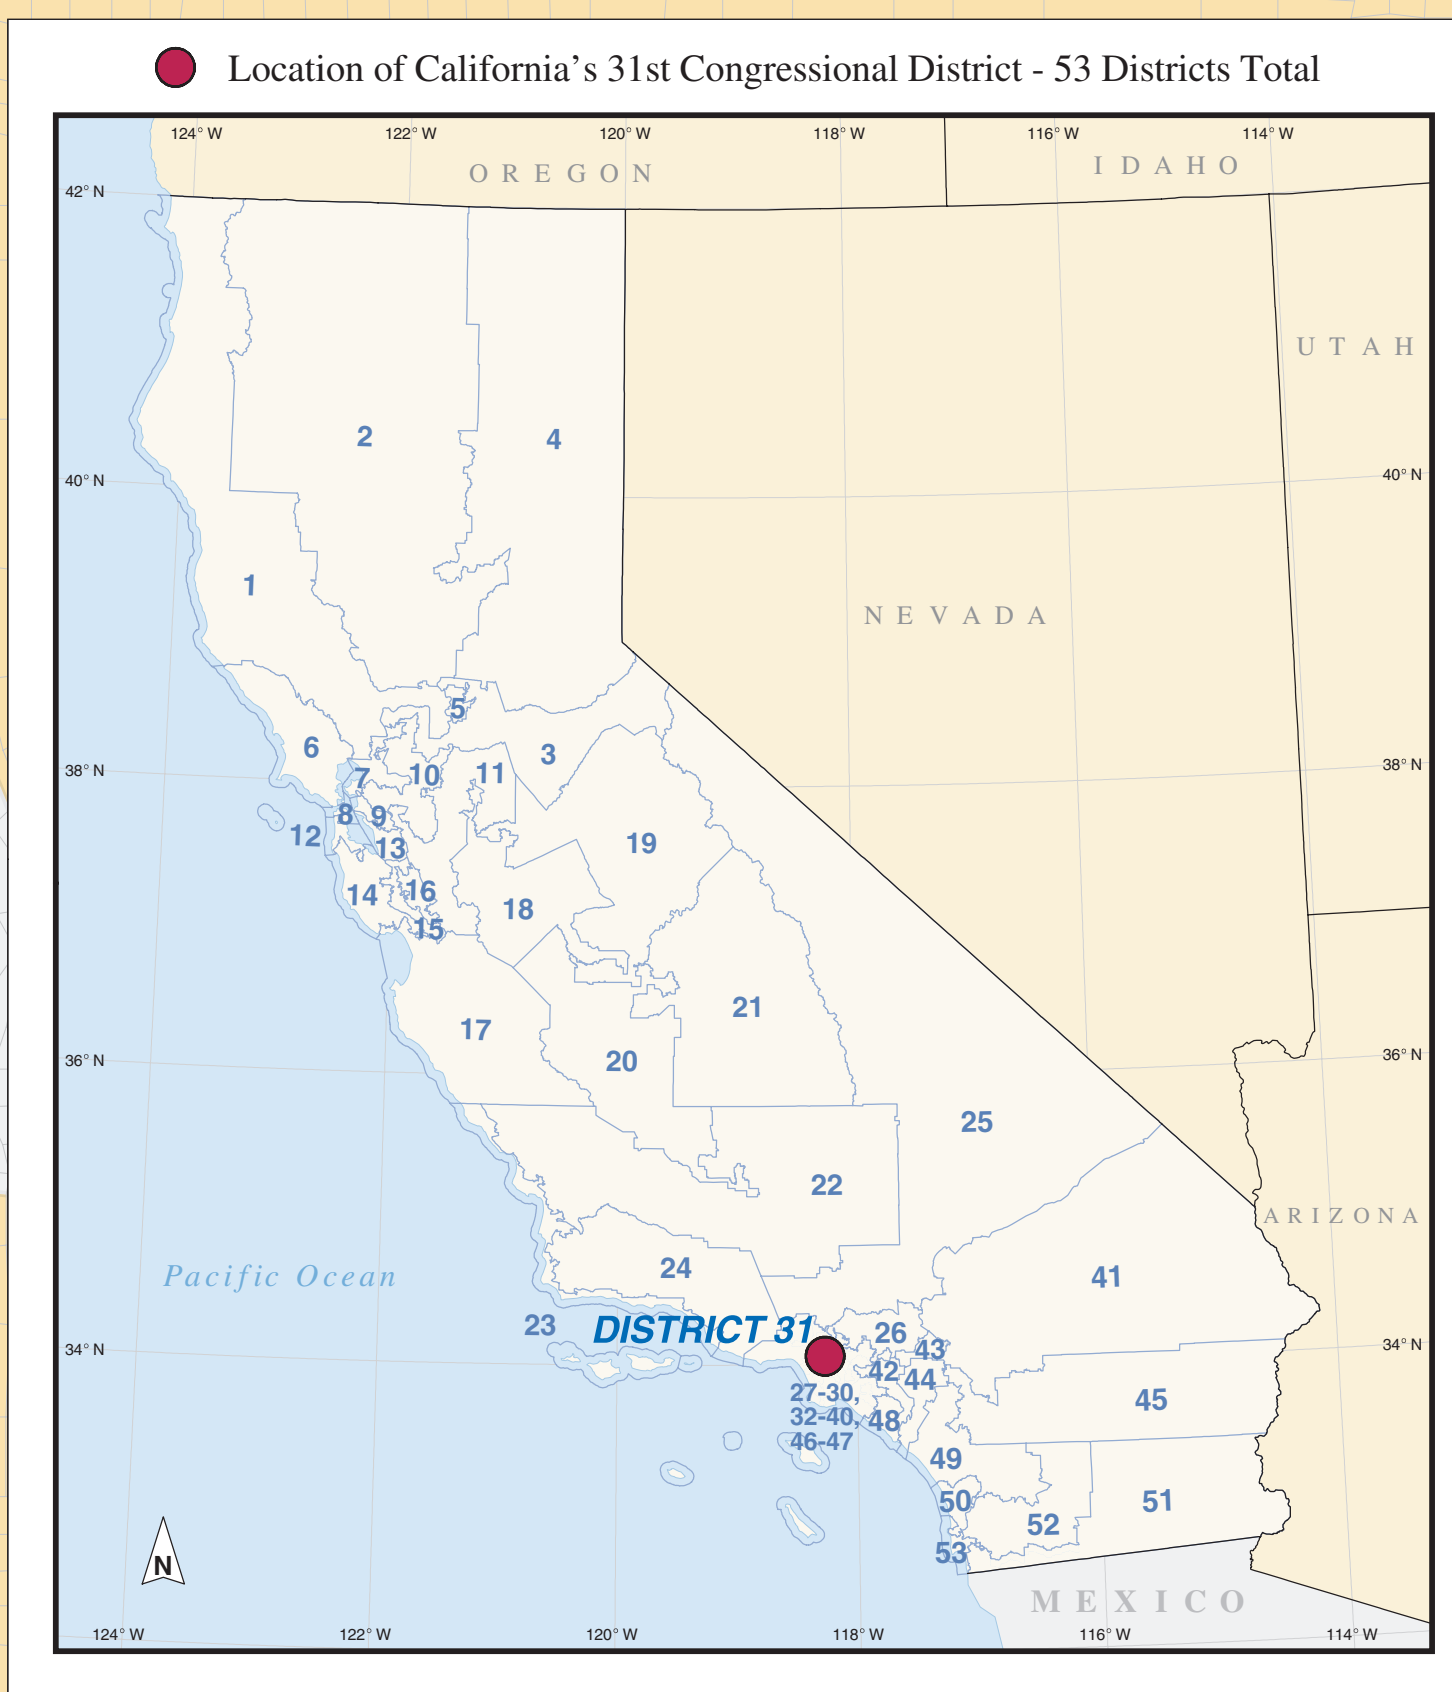 Location of California’s 31st Congressional District - 53 Districts Total
124° W 122° W 120° W 118° W 116° W 114° W
OREGON IDAHO
42° N
UTAH
2 4
40° N 40° N
1
NEVADA
5
6 3
38° N 7 10 11 38° N
8 9
12 13 19
14 16 18
15
21
17
36° N 20 36° N
25
22
ARIZONA
Pacific Ocean 24 41
23 DISTRICT 31 26
34° N 43 34° N
42 44
27-30, 45
32-40, 48
46-47
49
50 51
52
53
N
MEXICO
124° W 122° W 120° W 118° W 116° W 114° W